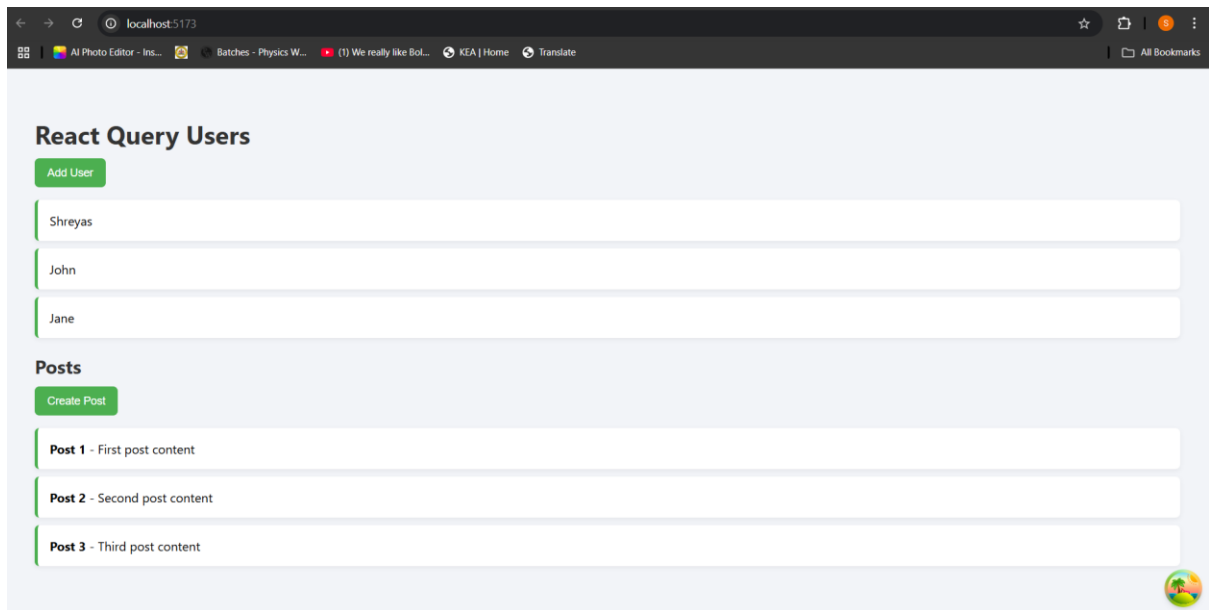 localhost:5173
S
AI Photo Editor - Ins... Batches - Physics W... (1) We really like Bol... KEA | Home Translate All Bookmarks
React Query Users
Add User
Shreyas
John
Jane
Posts
Create Post
Post 1 - First post content
Post 2 - Second post content
Post 3 - Third post content